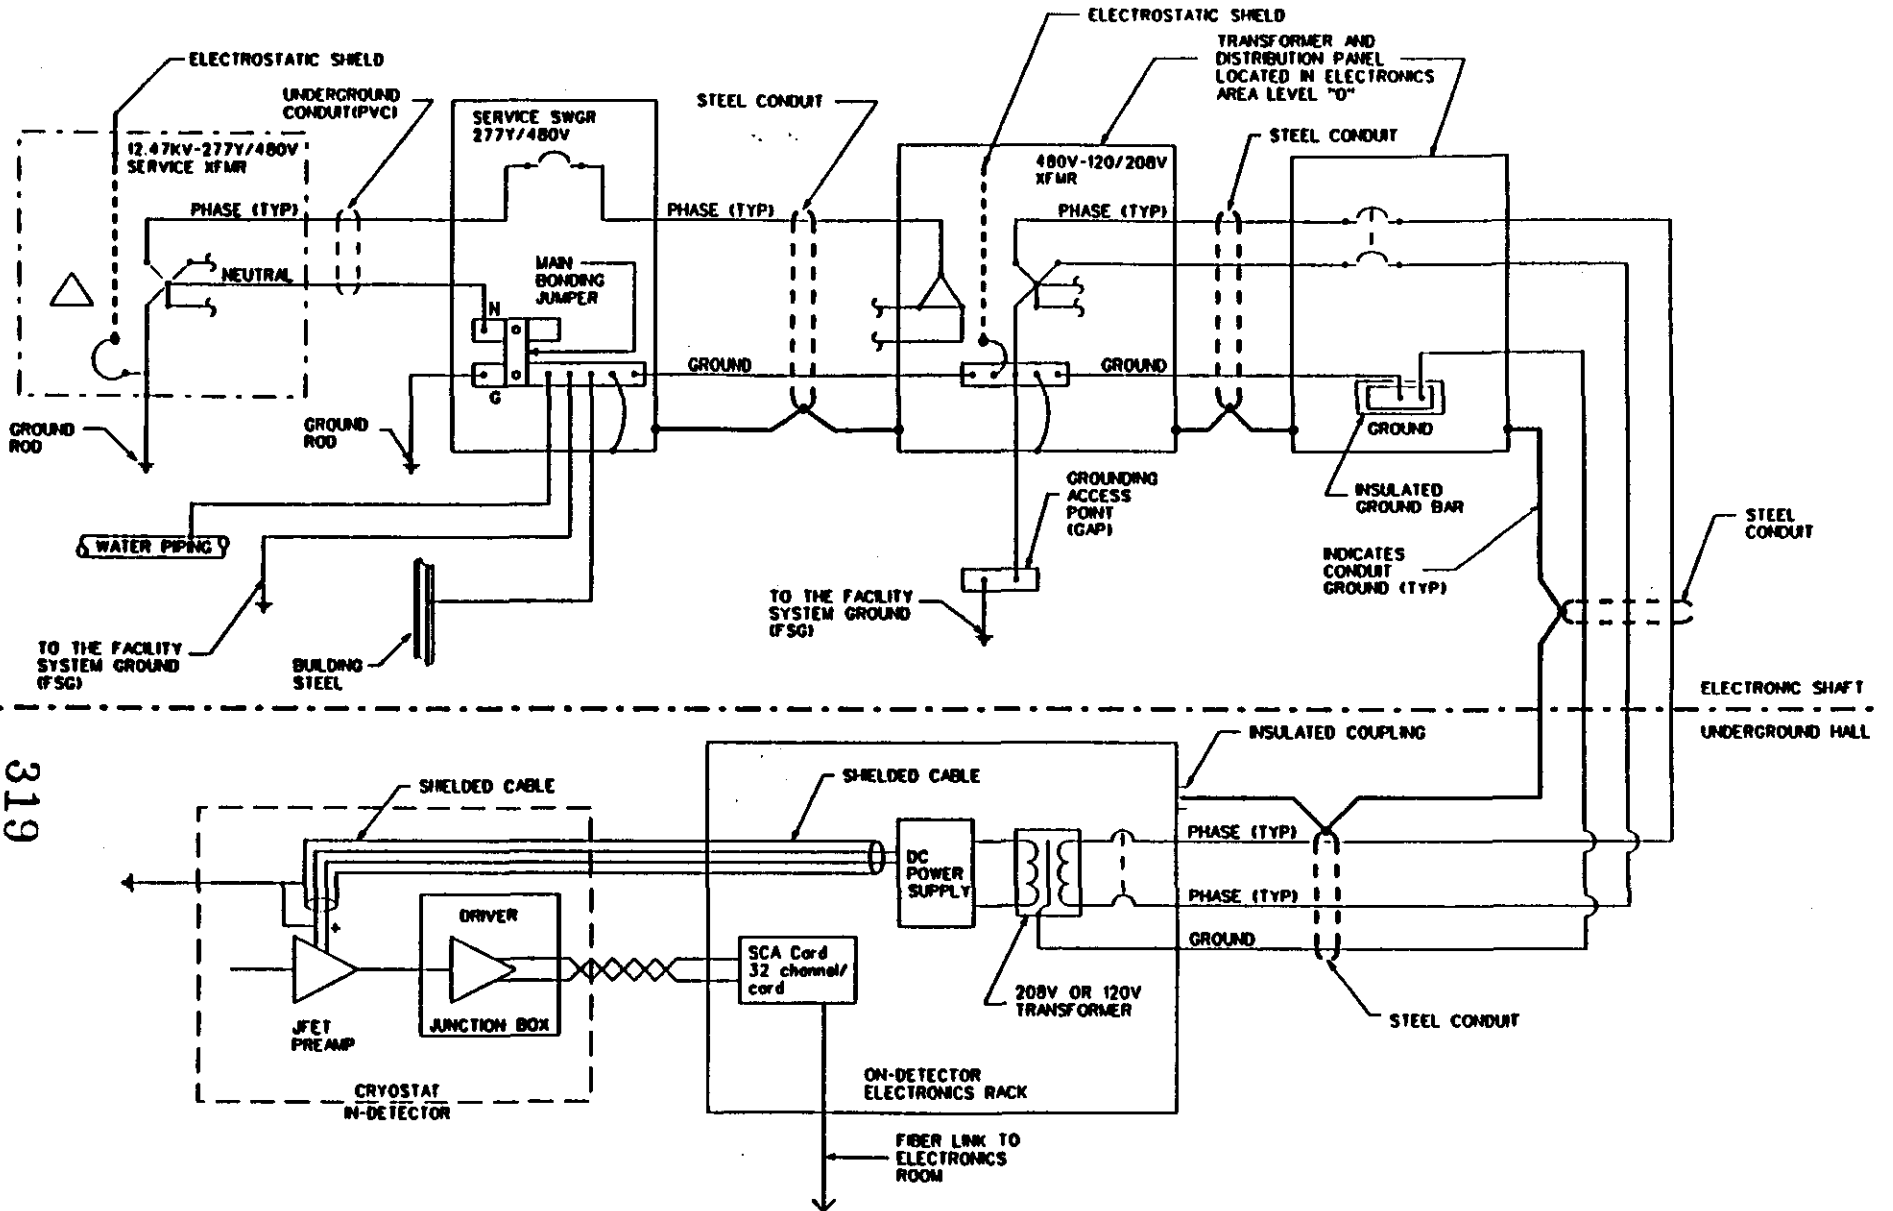 ELECTROSTATIC SHIELD
ELECTROSTATIC SHIELD
TRANSFORMER AND
DISTRIBUTION PANEL
LOCATED IN ELECTRONICS
AREA LEVEL "0"
UNDERGROUND
CONDUIT(PVC)
STEEL CONDUIT
STEEL CONDUIT
12.47KV-277Y/480V
SERVICE XFMR
SERVICE SWGR
277Y/480V
480V-120/208V
XFMR
PHASE (TYP)
PHASE (TYP)
PHASE (TYP)
NEUTRAL
MAIN
BONDING
JUMPER
N
G
GROUND
GROUND
GROUND
GROUND
ROD
GROUND
ROD
GROUNDING
ACCESS
POINT
(GAP)
INSULATED
GROUND BAR
STEEL
CONDUIT
WATER PIPING
INDICATES
CONDUIT
GROUND (TYP)
TO THE FACILITY
SYSTEM GROUND
(FSG)
TO THE FACILITY
SYSTEM GROUND
(FSG)
BUILDING
STEEL
ELECTRONIC SHAFT
UNDERGROUND HALL
INSULATED COUPLING
319
SHIELDED CABLE
SHIELDED CABLE
DC
POWER
SUPPLY
PHASE (TYP)
PHASE (TYP)
GROUND
+
DRIVER
SCA Card
32 channel/
card
208V OR 120V
TRANSFORMER
STEEL CONDUIT
JFET
PREAMP
JUNCTION BOX
ON-DETECTOR
ELECTRONICS RACK
CRYOSTAT
IN-DETECTOR
FIBER LINK TO
ELECTRONICS
ROOM